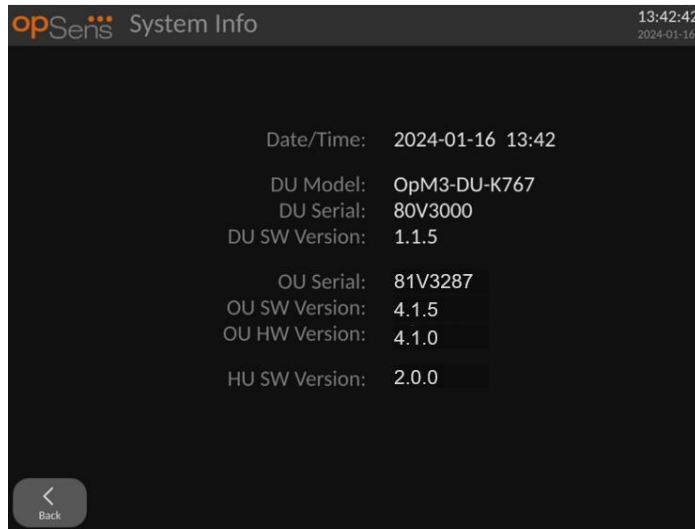 opSens System Info 13:42:42
2024-01-16
Date/Time: 2024-01-16 13:42
DU Model: OpM3-DU-K767
DU Serial: 80V3000
DU SW Version: 1.1.5
OU Serial: 81V3287
OU SW Version: 4.1.5
OU HW Version: 4.1.0
HU SW Version: 2.0.0
Back